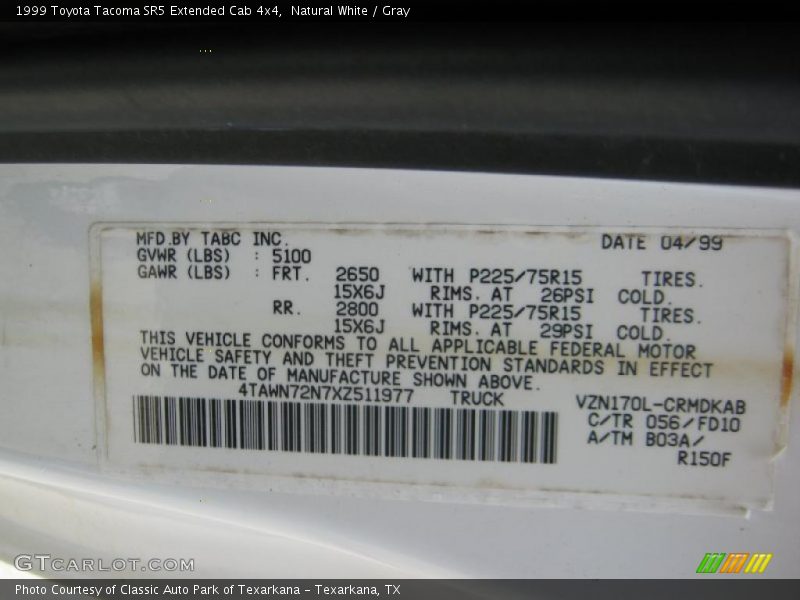 1999 Toyota Tacoma SR5 Extended Cab 4x4,  Natural White / Gray
MFD.BY TABC INC. DATE 04/99
GVWR (LBS) : 5100
GAWR (LBS) : FRT. 2650 WITH P225/75R15 TIRES.
15X6J RIMS. AT 26PSI COLD.
RR. 2800 WITH P225/75R15 TIRES.
15X6J RIMS. AT 29PSI COLD.
THIS VEHICLE CONFORMS TO ALL APPLICABLE FEDERAL MOTOR
VEHICLE SAFETY AND THEFT PREVENTION STANDARDS IN EFFECT
ON THE DATE OF MANUFACTURE SHOWN ABOVE.
4TAWN72N7XZ511977 TRUCK VZN170L-CRMDKAB
C/TR 056/FD10
A/TM B03A/
R150F
GTCARLOT.COM
Photo Courtesy of Classic Auto Park of Texarkana - Texarkana, TX